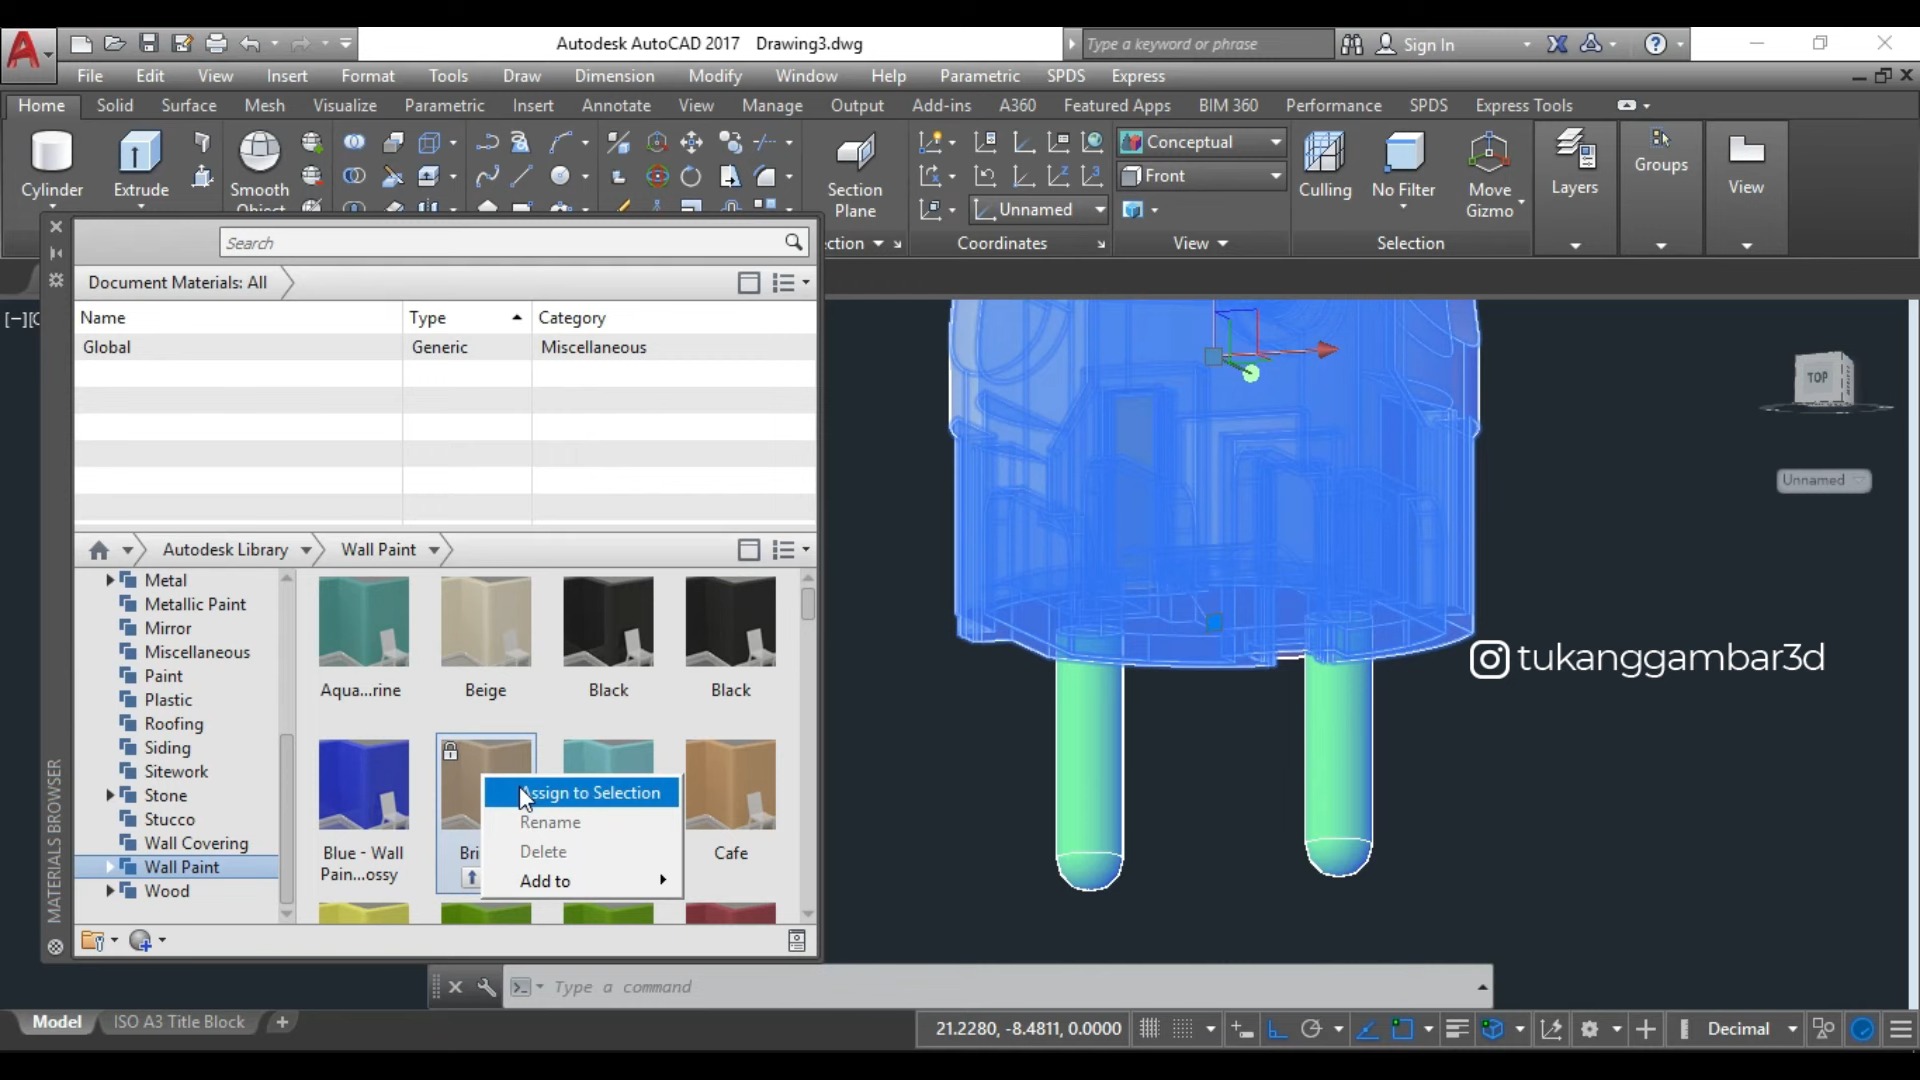 Autodesk AutoCAD 2017 Drawing3.dwg
Type a keyword or phrase
Sign In
File Edit View Insert Format Tools Draw Dimension Modify Window Help Parametric SPDS Express
Home Solid Surface Mesh Visualize Parametric Insert Annotate View Manage Output Add-ins A360 Featured Apps BIM 360 Performance SPDS Express Tools
Cylinder
Extrude
Smooth
Object
Section
Plane
Unnamed
Conceptual
Front
Culling
No Filter
Move
Gizmo
Layers
Groups
View
Coordinates
View
Selection
Search
Document Materials: All
Name Type Category
Global Generic Miscellaneous
Autodesk Library Wall Paint
Metal
Metallic Paint
Mirror
Miscellaneous
Paint
Plastic
Roofing
Siding
Sitework
Stone
Stucco
Wall Covering
Wall Paint
Wood
Aqua...rine
Beige
Black
Black
Blue - Wall
Pain...ossy
Bri
Cafe
Assign to Selection
Rename
Delete
Add to
MATERIALS BROWSER
TOP
Unnamed
tukanggambar3d
Type a command
Model ISO A3 Title Block
21.2280, -8.4811, 0.0000
Decimal